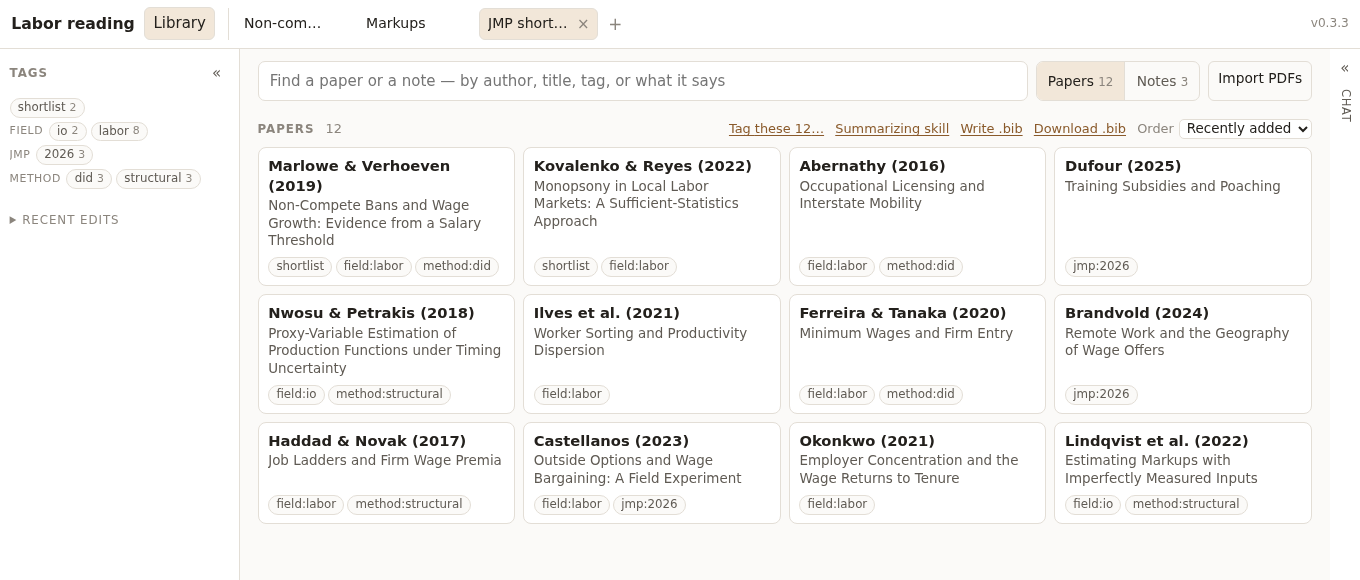 Labor reading Library Non-com… Markups JMP short… × + v0.3.3
TAGS «
shortlist 2
FIELD io 2 labor 8
JMP 2026 3
METHOD did 3 structural 3
▶ RECENT EDITS
Find a paper or a note — by author, title, tag, or what it says
Papers 12 Notes 3 Import PDFs
« CHAT
PAPERS 12 Tag these 12… Summarizing skill Write .bib Download .bib Order Recently added
Marlowe & Verhoeven
(2019)
Non-Compete Bans and Wage
Growth: Evidence from a Salary
Threshold
shortlist field:labor method:did
Kovalenko & Reyes (2022)
Monopsony in Local Labor
Markets: A Sufficient-Statistics
Approach
shortlist field:labor
Abernathy (2016)
Occupational Licensing and
Interstate Mobility
field:labor method:did
Dufour (2025)
Training Subsidies and Poaching
jmp:2026
Nwosu & Petrakis (2018)
Proxy-Variable Estimation of
Production Functions under Timing
Uncertainty
field:io method:structural
Ilves et al. (2021)
Worker Sorting and Productivity
Dispersion
field:labor
Ferreira & Tanaka (2020)
Minimum Wages and Firm Entry
field:labor method:did
Brandvold (2024)
Remote Work and the Geography
of Wage Offers
jmp:2026
Haddad & Novak (2017)
Job Ladders and Firm Wage Premia
field:labor method:structural
Castellanos (2023)
Outside Options and Wage
Bargaining: A Field Experiment
field:labor jmp:2026
Okonkwo (2021)
Employer Concentration and the
Wage Returns to Tenure
field:labor
Lindqvist et al. (2022)
Estimating Markups with
Imperfectly Measured Inputs
field:io method:structural